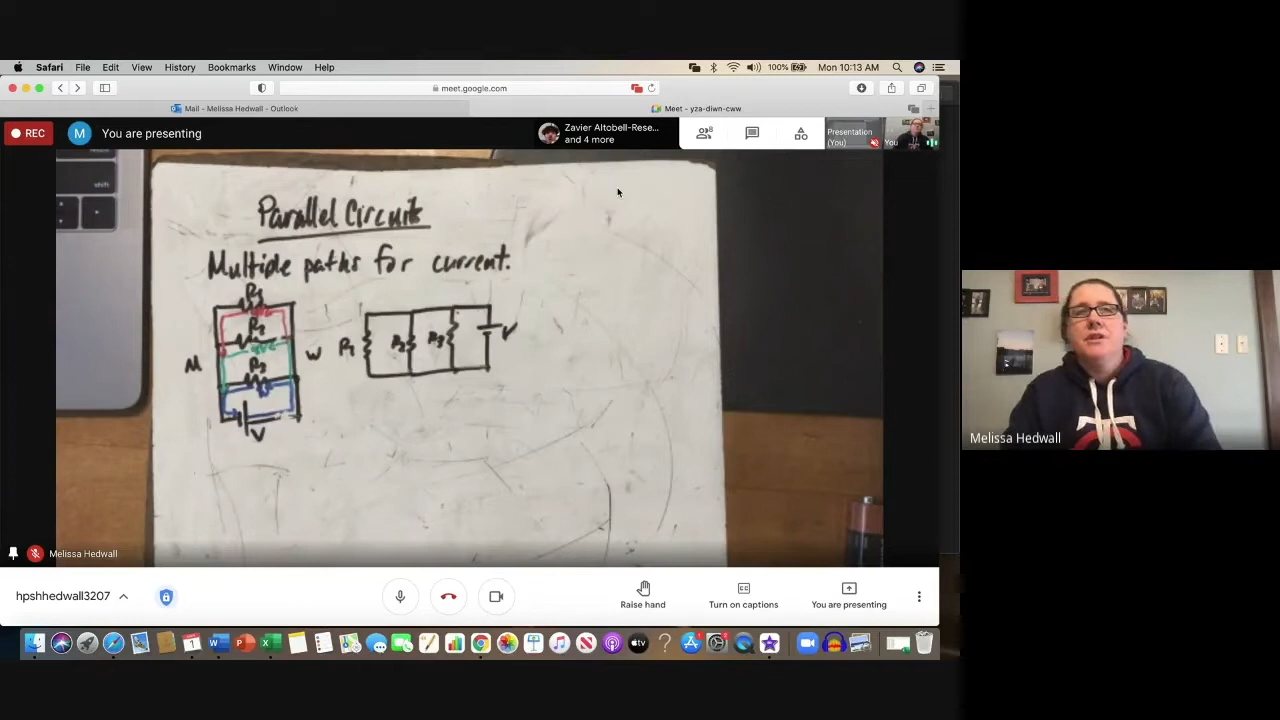 Safari File Edit View History Bookmarks Window Help 100% Mon 10:13 AM
meet.google.com
Mail - Melissa Hedwall - Outlook Meet - yza-diwn-cww
REC M You are presenting Zavier Altobell-Rese... and 4 more 8 Presentation (You) You
shift
Parallel Circuits
Multiple paths for current.
R1
R2
R3
M W
V
R1 R2 R3 V
Melissa Hedwall
Melissa Hedwall
hpshhedwall3207 Raise hand Turn on captions You are presenting